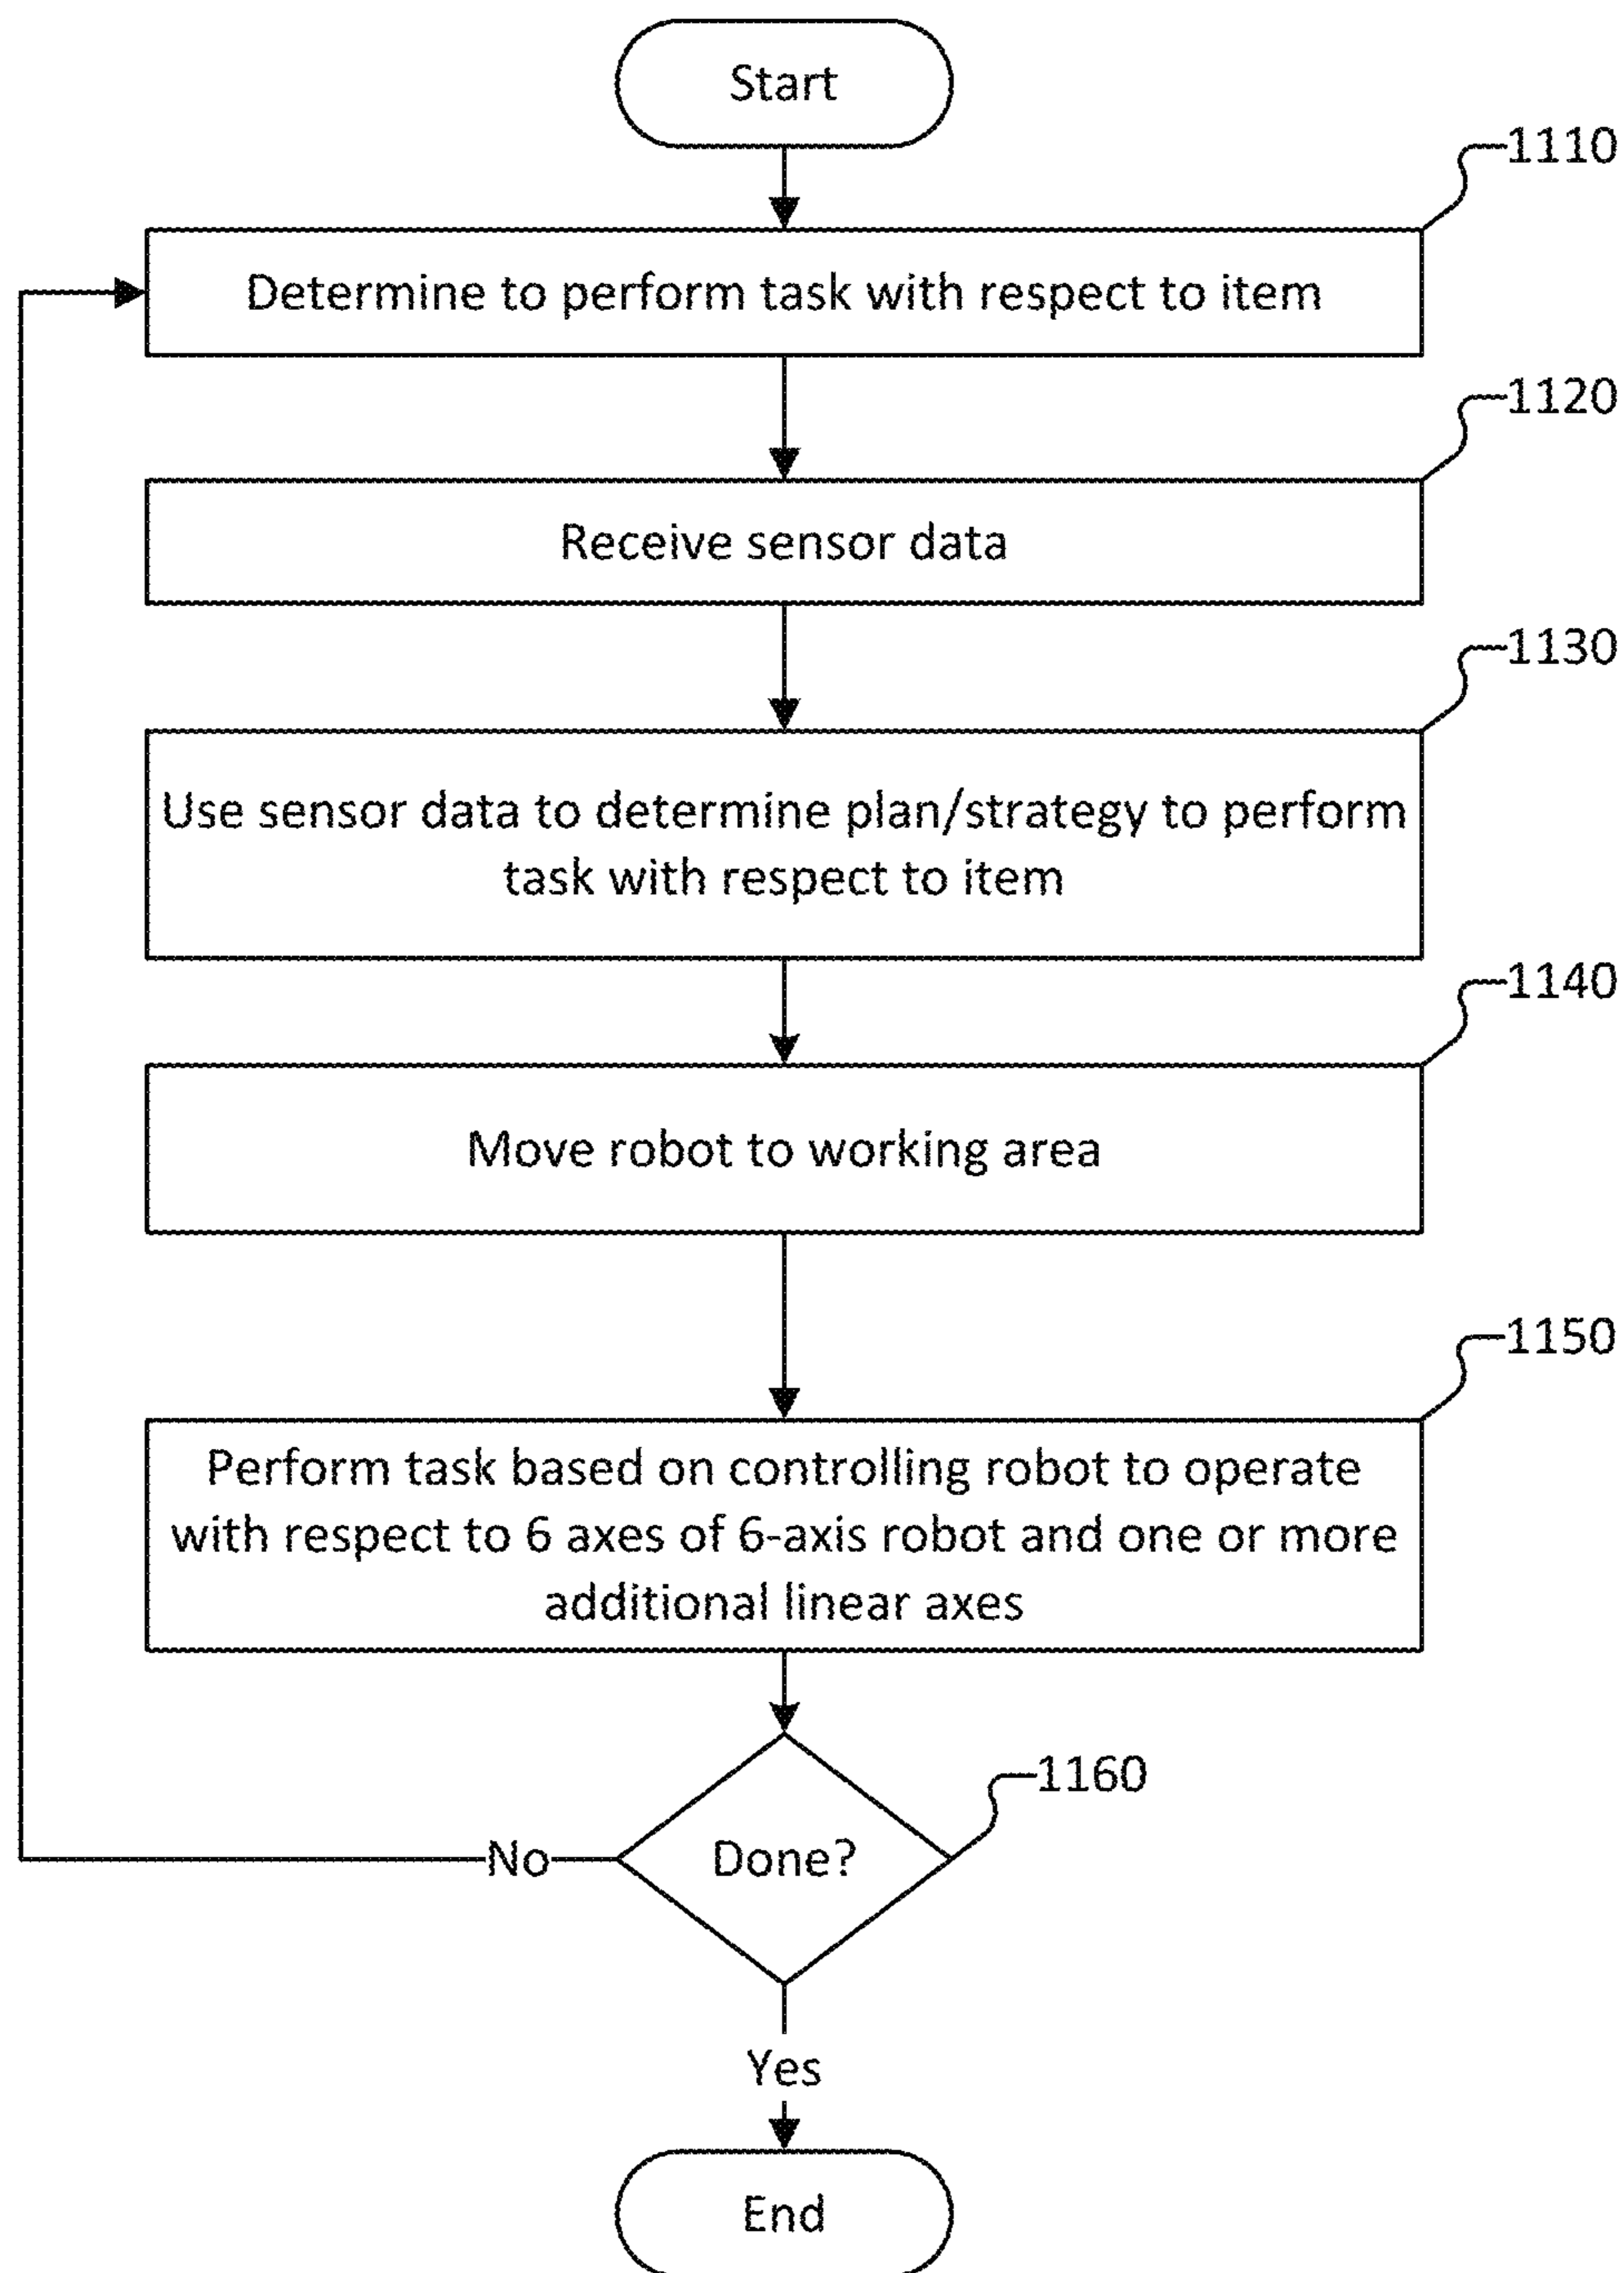 Start
1110
Determine to perform task with respect to item
1120
Receive sensor data
1130
Use sensor data to determine plan/strategy to perform
task with respect to item
1140
Move robot to working area
1150
Perform task based on controlling robot to operate
with respect to 6 axes of 6-axis robot and one or more
additional linear axes
1160
Done?
No
Yes
End